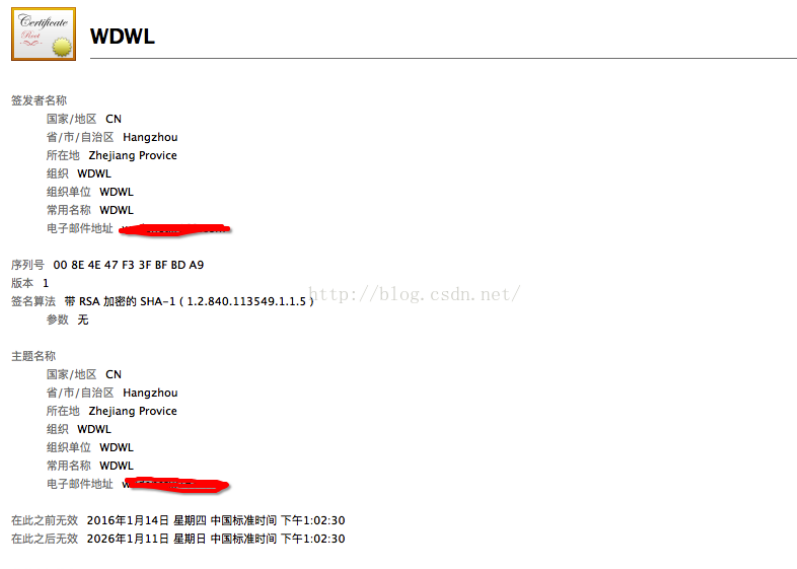 Certificate
Root
WDWL
签发者名称
国家/地区 CN
省/市/自治区 Hangzhou
所在地 Zhejiang Provice
组织 WDWL
组织单位 WDWL
常用名称 WDWL
电子邮件地址
序列号 00 8E 4E 47 F3 3F BF BD A9
版本 1
签名算法 带 RSA 加密的 SHA-1 ( 1.2.840.113549.1.1.5 )
http://blog.csdn.net/
参数 无
主题名称
国家/地区 CN
省/市/自治区 Hangzhou
所在地 Zhejiang Provice
组织 WDWL
组织单位 WDWL
常用名称 WDWL
电子邮件地址
在此之前无效 2016年1月14日 星期四 中国标准时间 下午1:02:30
在此之后无效 2026年1月11日 星期日 中国标准时间 下午1:02:30